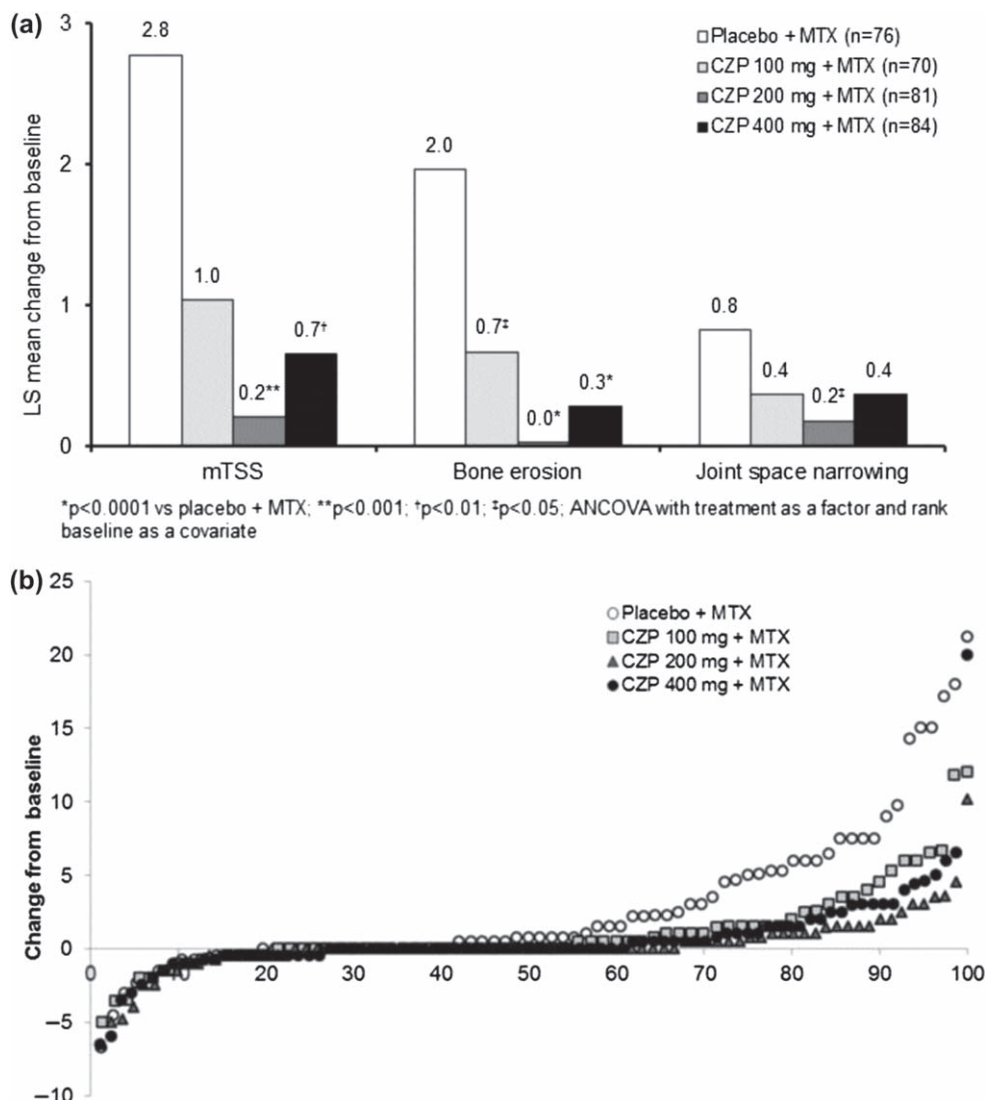 (a)
3
2
1
0
LS mean change from baseline
Placebo + MTX (n=76)
CZP 100 mg + MTX (n=70)
CZP 200 mg + MTX (n=81)
CZP 400 mg + MTX (n=84)
2.8
1.0
0.2**
0.7†
2.0
0.7‡
0.0*
0.3*
0.8
0.4
0.2‡
0.4
mTSS
Bone erosion
Joint space narrowing
*p<0.0001 vs placebo + MTX; **p<0.001; †p<0.01; ‡p<0.05; ANCOVA with treatment as a factor and rank
baseline as a covariate
(b)
25
20
15
10
5
0
–5
–10
Change from baseline
Placebo + MTX
CZP 100 mg + MTX
CZP 200 mg + MTX
CZP 400 mg + MTX
0 10 20 30 40 50 60 70 80 90 100